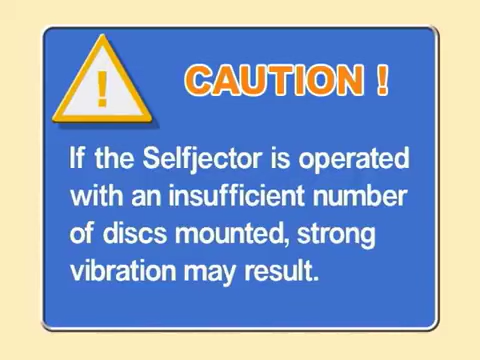 CAUTION !
If the Selfjector is operated
with an insufficient number
of discs mounted, strong
vibration may result.